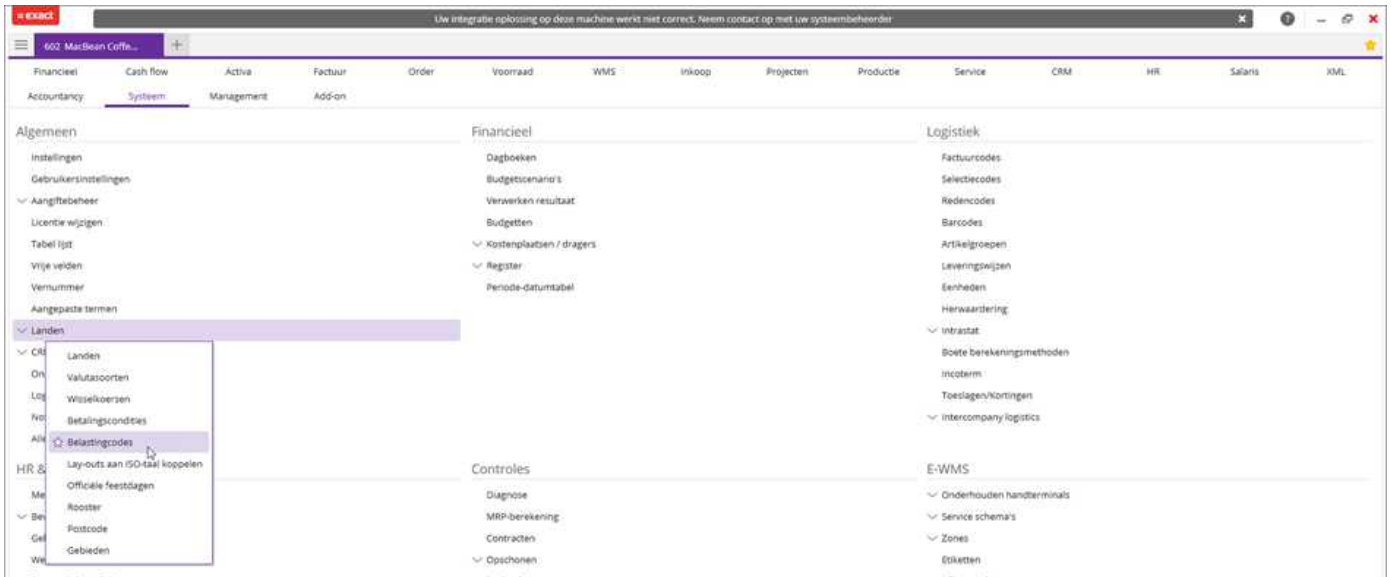 = exact
Uw integratie oplossing op deze machine werkt niet correct. Neem contact op met uw systeembeheerder
602 MacBean Coffe...
Financieel Cash flow Activa Factuur Order Voorraad WMS Inkoop Projecten Productie Service CRM HR Salaris XML
Accountancy Systeem Management Add-on
Algemeen
Instellingen
Gebruikersinstellingen
Aangiftebeheer
Licentie wijzigen
Tabel lijst
Vrije velden
Vernummer
Aangepaste termen
Landen
Landen
Valutasoorten
Wisselkoersen
Betalingscondities
Belastingcodes
Lay-outs aan ISO-taal koppelen
Officiële feestdagen
Rooster
Postcode
Gebieden
HR &
Me
Financieel
Dagboeken
Budgetscenario's
Verwerken resultaat
Budgetten
Kostenplaatsen / dragers
Register
Periode-datumtabel
Controles
Diagnose
MRP-berekening
Contracten
Opschonen
Logistiek
Factuurcodes
Selectiecodes
Redencodes
Barcodes
Artikelgroepen
Leveringswijzen
Eenheden
Herwaardering
Intrastat
Boete berekeningsmethoden
Incoterm
Toeslagen/Kortingen
Intercompany logistics
E-WMS
Onderhouden handterminals
Service schema's
Zones
Etiketten